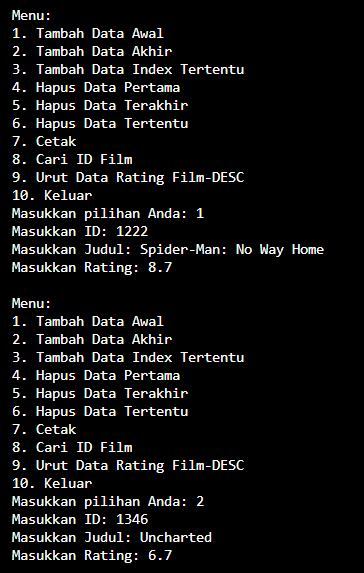 Menu:
1. Tambah Data Awal
2. Tambah Data Akhir
3. Tambah Data Index Tertentu
4. Hapus Data Pertama
5. Hapus Data Terakhir
6. Hapus Data Tertentu
7. Cetak
8. Cari ID Film
9. Urut Data Rating Film-DESC
10. Keluar
Masukkan pilihan Anda: 1
Masukkan ID: 1222
Masukkan Judul: Spider-Man: No Way Home
Masukkan Rating: 8.7

Menu:
1. Tambah Data Awal
2. Tambah Data Akhir
3. Tambah Data Index Tertentu
4. Hapus Data Pertama
5. Hapus Data Terakhir
6. Hapus Data Tertentu
7. Cetak
8. Cari ID Film
9. Urut Data Rating Film-DESC
10. Keluar
Masukkan pilihan Anda: 2
Masukkan ID: 1346
Masukkan Judul: Uncharted
Masukkan Rating: 6.7